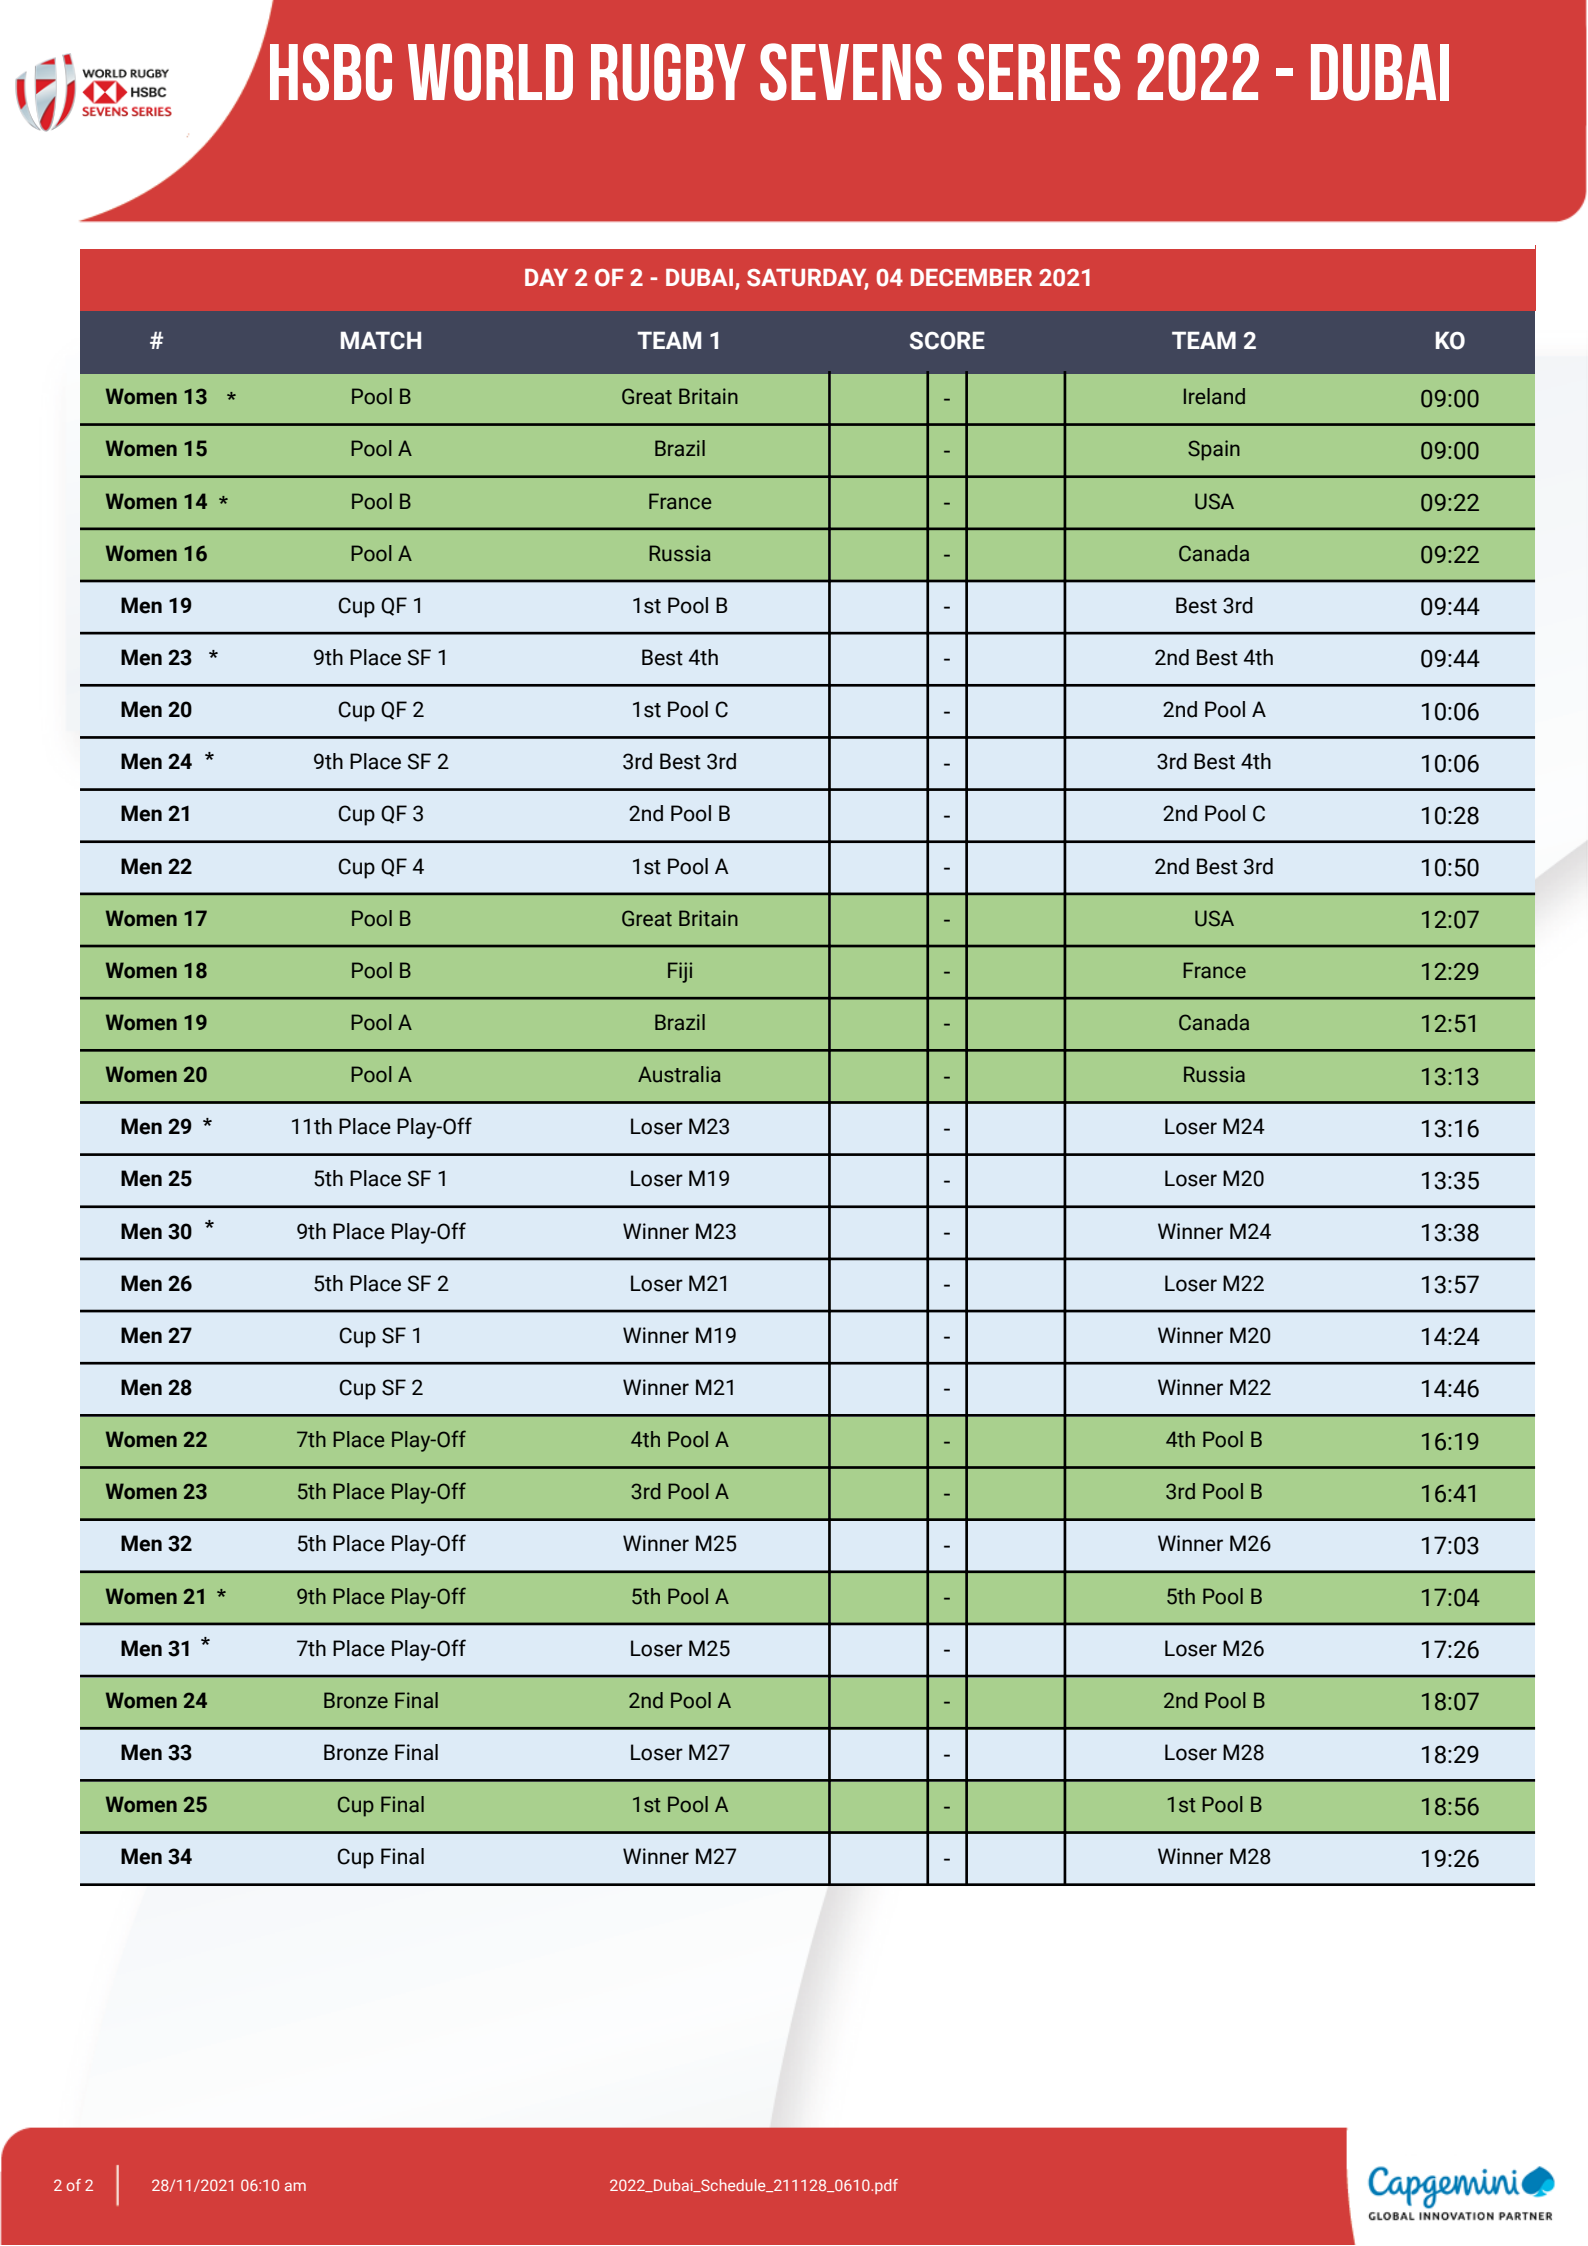 WORLD RUGBY
HSBC
SEVENS SERIES
HSBC WORLD RUGBY SEVENS SERIES 2022 - DUBAI
DAY 2 OF 2 - DUBAI, SATURDAY, 04 DECEMBER 2021
# MATCH TEAM 1 SCORE TEAM 2 KO
Women 13 * Pool B Great Britain - Ireland 09:00
Women 15 Pool A Brazil - Spain 09:00
Women 14 * Pool B France - USA 09:22
Women 16 Pool A Russia - Canada 09:22
Men 19 Cup QF 1 1st Pool B - Best 3rd 09:44
Men 23 * 9th Place SF 1 Best 4th - 2nd Best 4th 09:44
Men 20 Cup QF 2 1st Pool C - 2nd Pool A 10:06
Men 24 * 9th Place SF 2 3rd Best 3rd - 3rd Best 4th 10:06
Men 21 Cup QF 3 2nd Pool B - 2nd Pool C 10:28
Men 22 Cup QF 4 1st Pool A - 2nd Best 3rd 10:50
Women 17 Pool B Great Britain - USA 12:07
Women 18 Pool B Fiji - France 12:29
Women 19 Pool A Brazil - Canada 12:51
Women 20 Pool A Australia - Russia 13:13
Men 29 * 11th Place Play-Off Loser M23 - Loser M24 13:16
Men 25 5th Place SF 1 Loser M19 - Loser M20 13:35
Men 30 * 9th Place Play-Off Winner M23 - Winner M24 13:38
Men 26 5th Place SF 2 Loser M21 - Loser M22 13:57
Men 27 Cup SF 1 Winner M19 - Winner M20 14:24
Men 28 Cup SF 2 Winner M21 - Winner M22 14:46
Women 22 7th Place Play-Off 4th Pool A - 4th Pool B 16:19
Women 23 5th Place Play-Off 3rd Pool A - 3rd Pool B 16:41
Men 32 5th Place Play-Off Winner M25 - Winner M26 17:03
Women 21 * 9th Place Play-Off 5th Pool A - 5th Pool B 17:04
Men 31 * 7th Place Play-Off Loser M25 - Loser M26 17:26
Women 24 Bronze Final 2nd Pool A - 2nd Pool B 18:07
Men 33 Bronze Final Loser M27 - Loser M28 18:29
Women 25 Cup Final 1st Pool A - 1st Pool B 18:56
Men 34 Cup Final Winner M27 - Winner M28 19:26
2 of 2 28/11/2021 06:10 am 2022_Dubai_Schedule_211128_0610.pdf
Capgemini
GLOBAL INNOVATION PARTNER